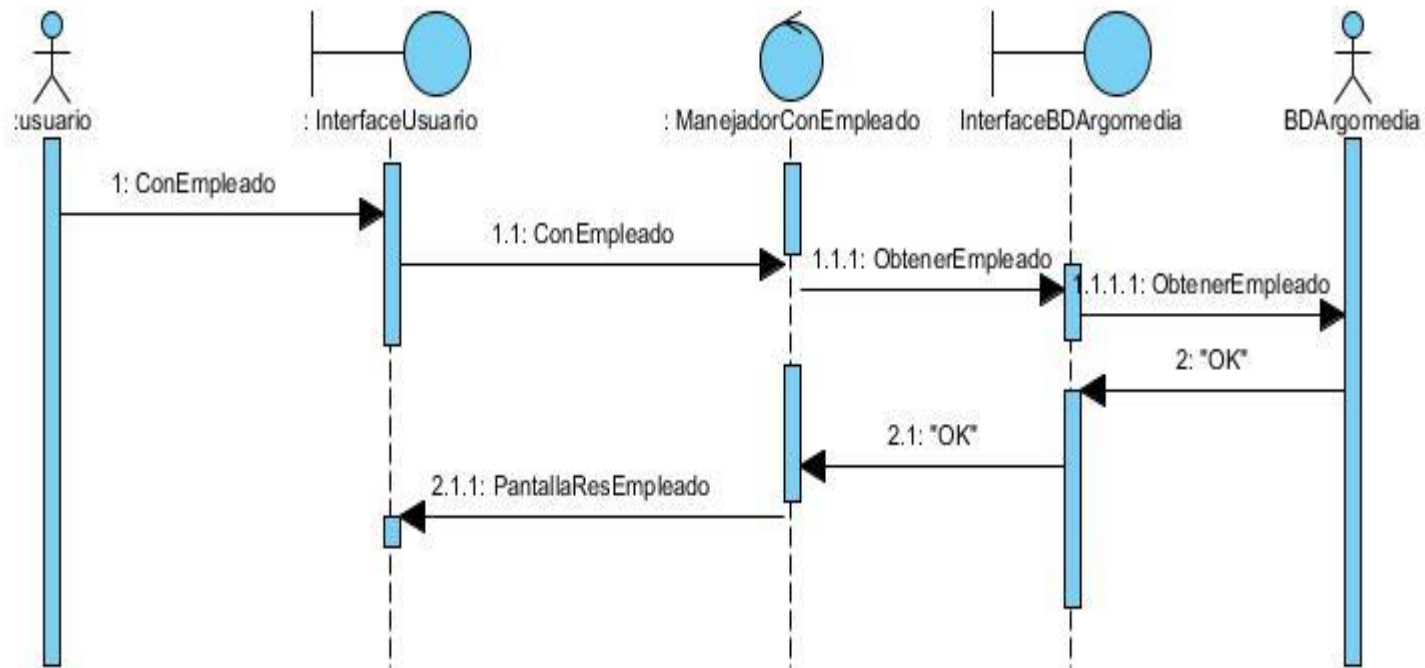 :usuario
: InterfaceUsuario
: ManejadorConEmpleado
InterfaceBDArgomedia
BDArgomedia
1: ConEmpleado
1.1: ConEmpleado
1.1.1: ObtenerEmpleado
1.1.1.1: ObtenerEmpleado
2: "OK"
2.1: "OK"
2.1.1: PantallaResEmpleado